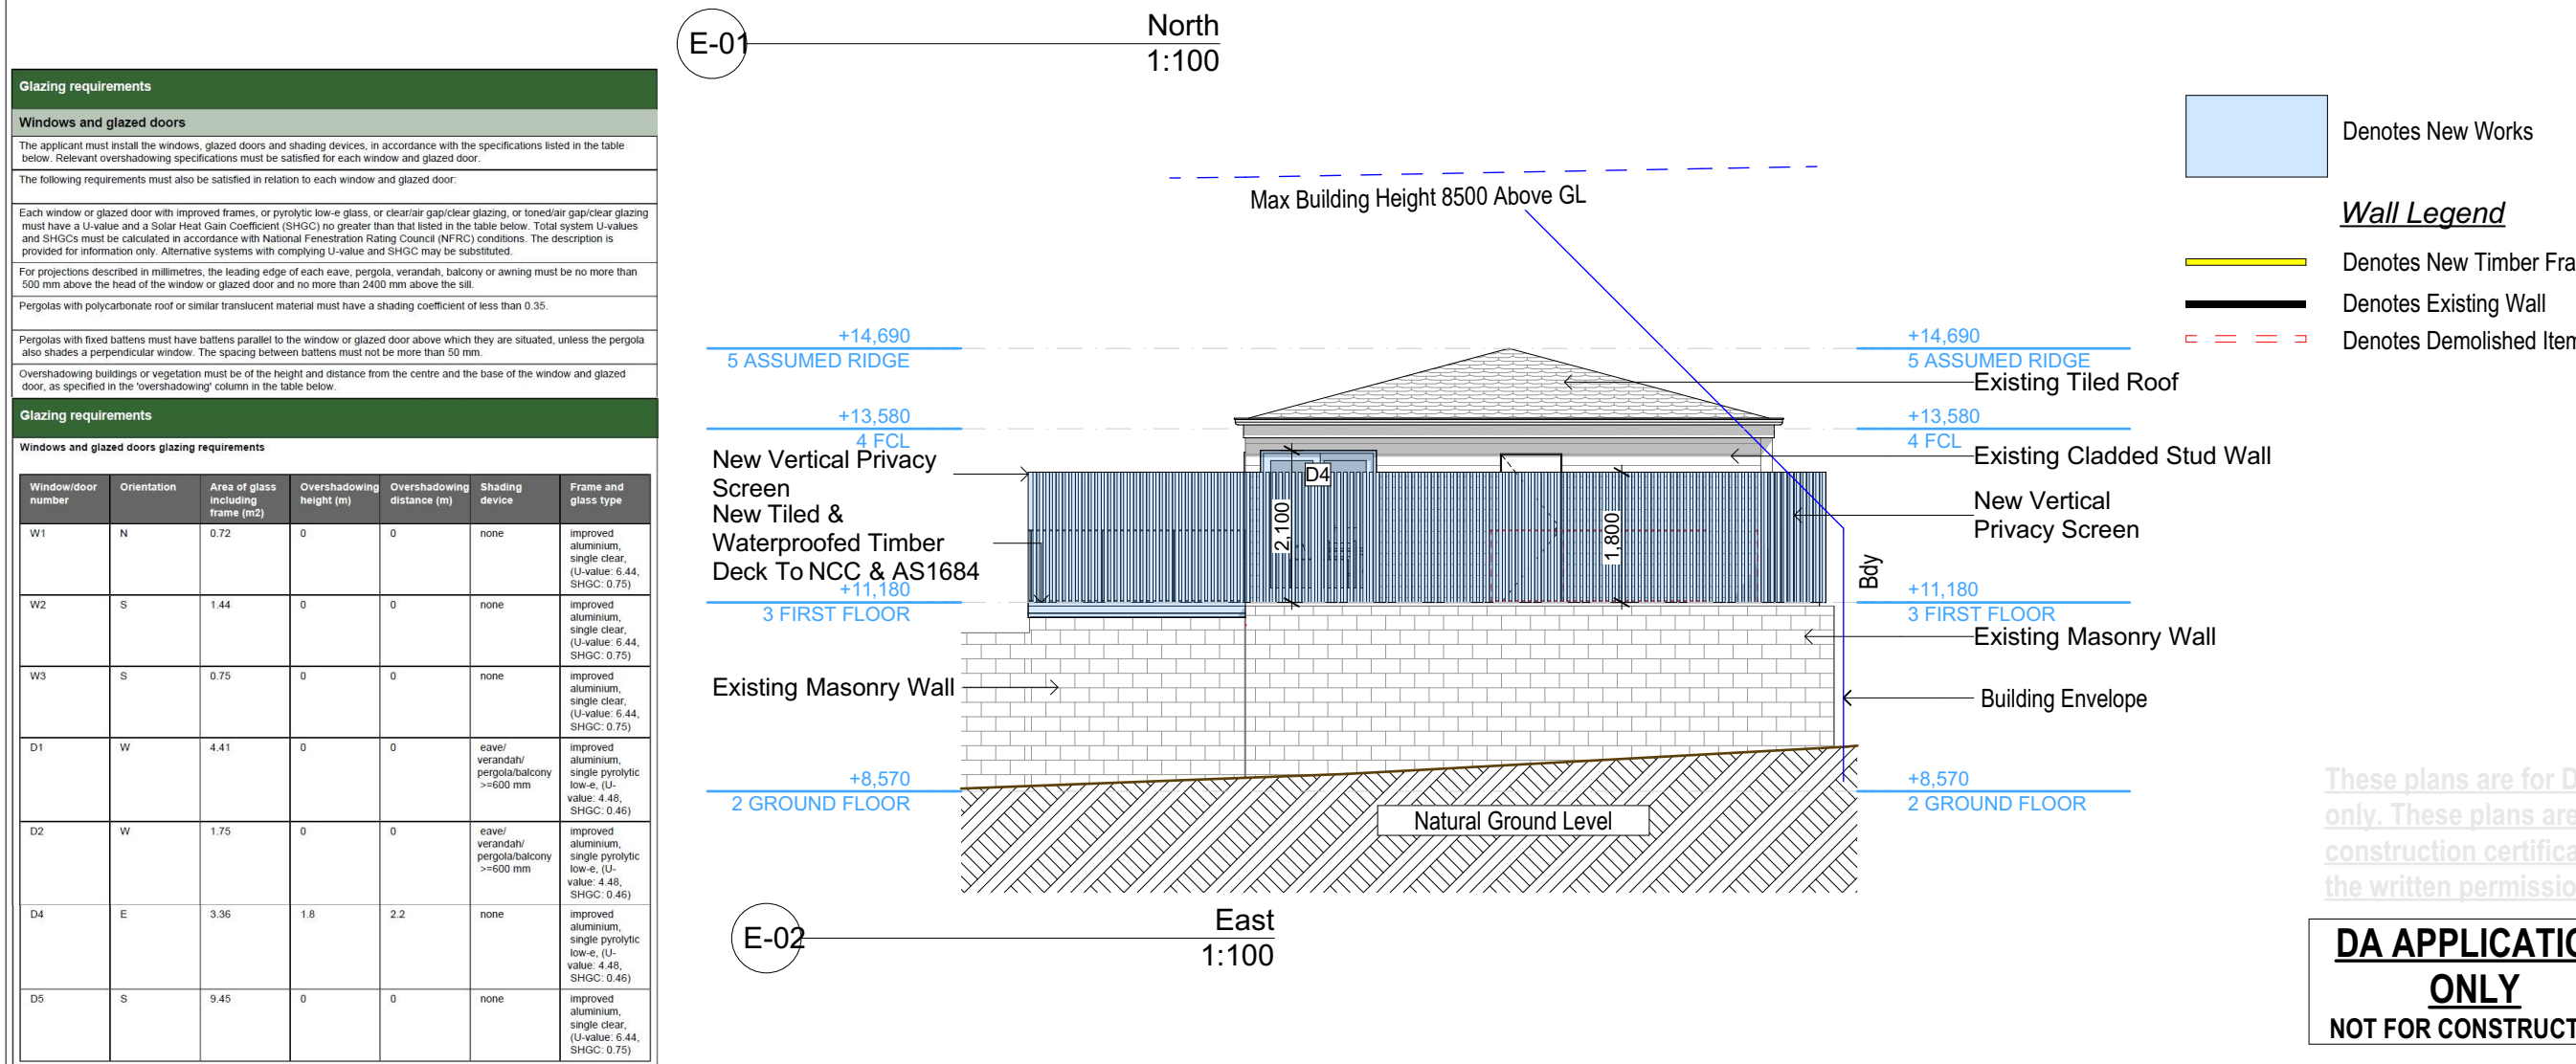 E-01
North
1:100
Glazing requirements
Windows and glazed doors
The applicant must install the windows, glazed doors and shading devices, in accordance with the specifications listed in the table
below. Relevant overshadowing specifications must be satisfied for each window and glazed door.
The following requirements must also be satisfied in relation to each window and glazed door:
Each window or glazed door with improved frames, or pyrolytic low-e glass, or clear/air gap/clear glazing, or toned/air gap/clear glazing
must have a U-value and a Solar Heat Gain Coefficient (SHGC) no greater than that listed in the table below. Total system U-values
and SHGCs must be calculated in accordance with National Fenestration Rating Council (NFRC) conditions. The description is
provided for information only. Alternative systems with complying U-value and SHGC may be substituted.
For projections described in millimetres, the leading edge of each eave, pergola, verandah, balcony or awning must be no more than
500 mm above the head of the window or glazed door and no more than 2400 mm above the sill.
Pergolas with polycarbonate roof or similar translucent material must have a shading coefficient of less than 0.35.
Pergolas with fixed battens must have battens parallel to the window or glazed door above which they are situated, unless the pergola
also shades a perpendicular window. The spacing between battens must not be more than 50 mm.
Overshadowing buildings or vegetation must be of the height and distance from the centre and the base of the window and glazed
door, as specified in the 'overshadowing' column in the table below.
Glazing requirements
Windows and glazed doors glazing requirements
Window/door number Orientation Area of glass including frame (m2) Overshadowing height (m) Overshadowing distance (m) Shading device Frame and glass type
W1 N 0.72 0 0 none improved aluminium, single clear, (U-value: 6.44, SHGC: 0.75)
W2 S 1.44 0 0 none improved aluminium, single clear, (U-value: 6.44, SHGC: 0.75)
W3 S 0.75 0 0 none improved aluminium, single clear, (U-value: 6.44, SHGC: 0.75)
D1 W 4.41 0 0 eave/ verandah/ pergola/balcony >=600 mm improved aluminium, single pyrolytic low-e, (U-value: 4.48, SHGC: 0.46)
D2 W 1.75 0 0 eave/ verandah/ pergola/balcony >=600 mm improved aluminium, single pyrolytic low-e, (U-value: 4.48, SHGC: 0.46)
D4 E 3.36 1.8 2.2 none improved aluminium, single pyrolytic low-e, (U-value: 4.48, SHGC: 0.46)
D5 S 9.45 0 0 none improved aluminium, single clear, (U-value: 6.44, SHGC: 0.75)
Max Building Height 8500 Above GL
+14,690
5 ASSUMED RIDGE
+13,580
4 FCL
New Vertical Privacy
Screen
New Tiled &
Waterproofed Timber
Deck To NCC & AS1684
+11,180
3 FIRST FLOOR
Existing Masonry Wall
+8,570
2 GROUND FLOOR
D4
2,100
1,800
Natural Ground Level
+14,690
5 ASSUMED RIDGE
Existing Tiled Roof
+13,580
4 FCL
Existing Cladded Stud Wall
New Vertical
Privacy Screen
Bdy
+11,180
3 FIRST FLOOR
Existing Masonry Wall
Building Envelope
+8,570
2 GROUND FLOOR
E-02
East
1:100
Denotes New Works
Wall Legend
Denotes New Timber Fra
Denotes Existing Wall
Denotes Demolished Item
These plans are for D
only. These plans are
construction certifica
the written permissio
DA APPLICATIO
ONLY
NOT FOR CONSTRUCT